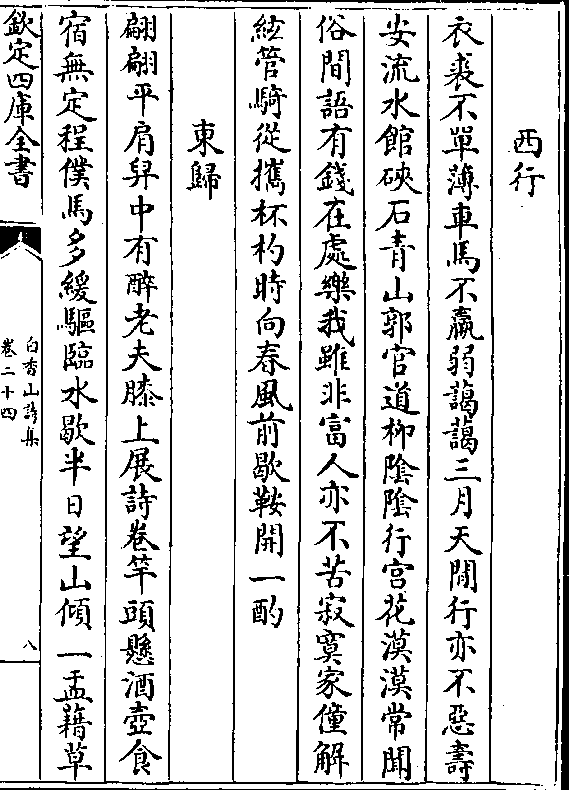 西行
衣裘不單薄車馬不羸弱藹藹三月天閒行亦不惡壽
安流水館硤石青山郭官道栁隂隂行宫花漠漠常聞
俗間語有錢在處樂我雖非富人亦不苦寂寞家僮解
絃管騎從攜杯杓時向春風前歇鞍開一酌
東歸
翩翩平肩舁中有醉老夫膝上展詩卷竿頭懸酒壺食
宿無定程僕馬多緩驅臨水歇半日望山傾一盂藉草
欽定四庫全書
白香山詩集
卷二十四
八